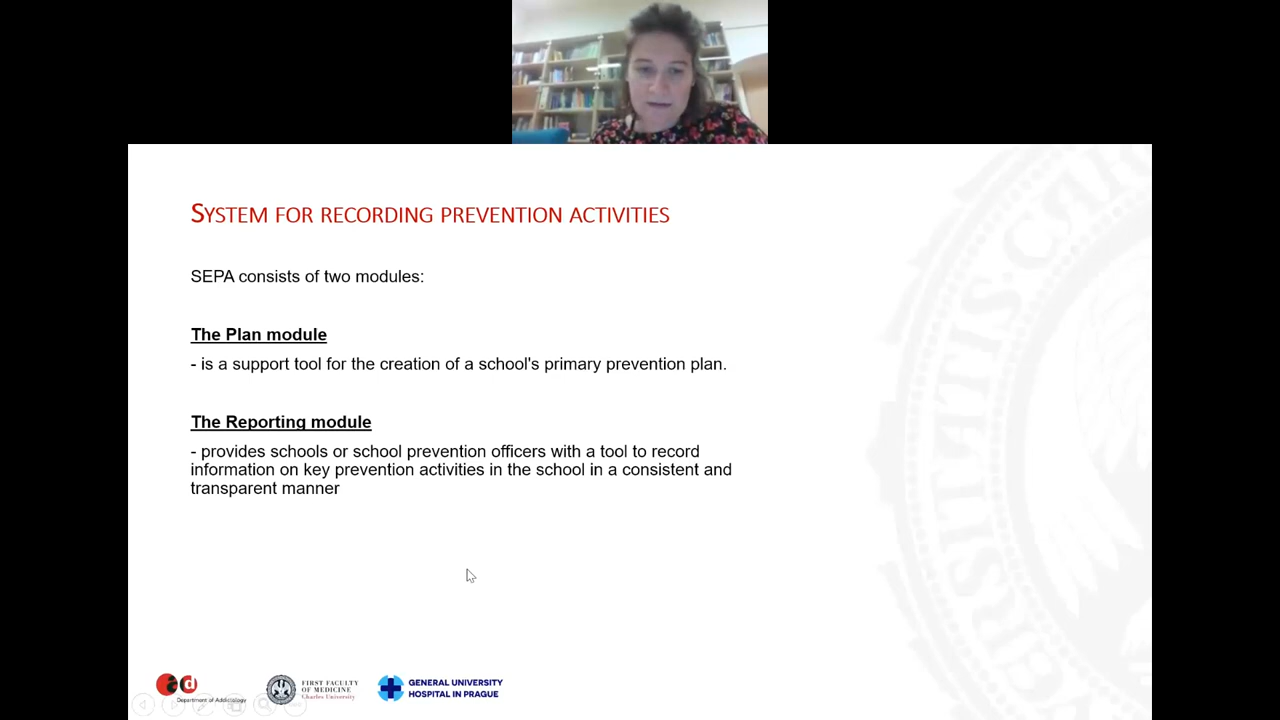 SYSTEM FOR RECORDING PREVENTION ACTIVITIES
SEPA consists of two modules:
The Plan module
- is a support tool for the creation of a school's primary prevention plan.
The Reporting module
- provides schools or school prevention officers with a tool to record
information on key prevention activities in the school in a consistent and
transparent manner
ad
Department of Addictology
FIRST FACULTY
OF MEDICINE
Charles University
GENERAL UNIVERSITY
HOSPITAL IN PRAGUE